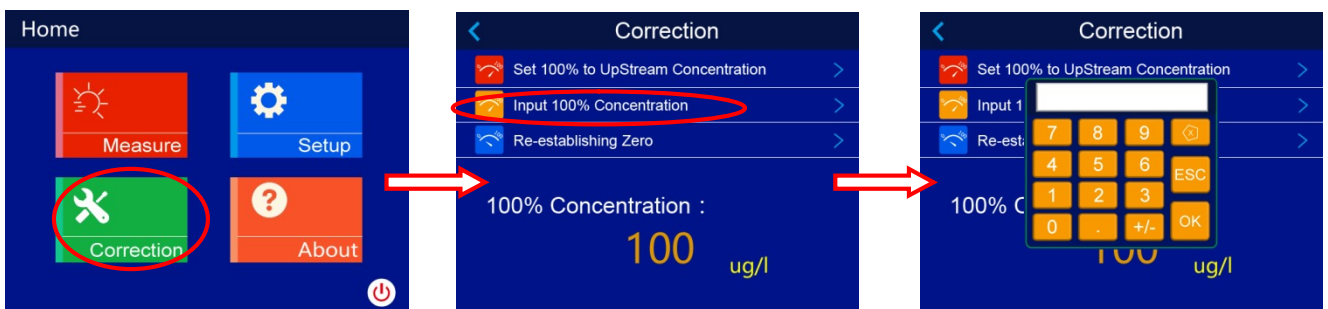 Home
Measure
Setup
Correction
About
Correction
Set 100% to UpStream Concentration
Input 100% Concentration
Re-establishing Zero
100% Concentration :
100
ug/l
Correction
Set 100% to UpStream Concentration
Input 1
7 8 9
Re-esta
4 5 6 ESC
1 2 3 OK
0 . +/-
100% C
100
ug/l